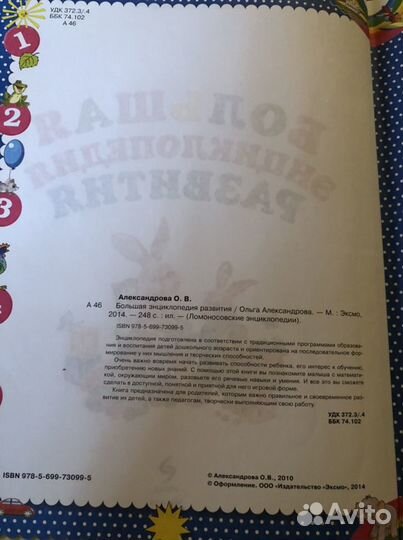 УДК 372.3/.4
ББК 74.102
А 46
1
БОЛЬШАЯ
2
ЭНЦИКЛОПЕДИЯ
РАЗВИТИЯ
3
Александрова О. В.
А 46 Большая энциклопедия развития / Ольга Александрова. — М. : Эксмо,
2014. — 248 с. : ил. — (Ломоносовские энциклопедии).
ISBN 978-5-699-73099-5
Энциклопедия подготовлена в соответствии с традиционными программами образова-
ния и воспитания детей дошкольного возраста и ориентирована на последовательное фор-
мирование у них мышления и творческих способностей.
Очень важно вовремя начать развивать способности ребенка, его интерес к обучению,
приобретению новых знаний. С помощью этой книги вы познакомите малыша с математи-
кой, окружающим миром, разовьете его речевые навыки и умения. И все это вы сможете
сделать в доступной, понятной и приятной для него игровой форме.
Книга предназначена для родителей, которым важно правильное и своевременное раз-
витие их детей, а также педагогам, творчески выполняющим свою работу.
УДК 372.3/.4
ББК 74.102
ISBN 978-5-699-73099-5
© Александрова О.В., 2010
© Оформление. ООО «Издательство «Эксмо», 2014
Avito